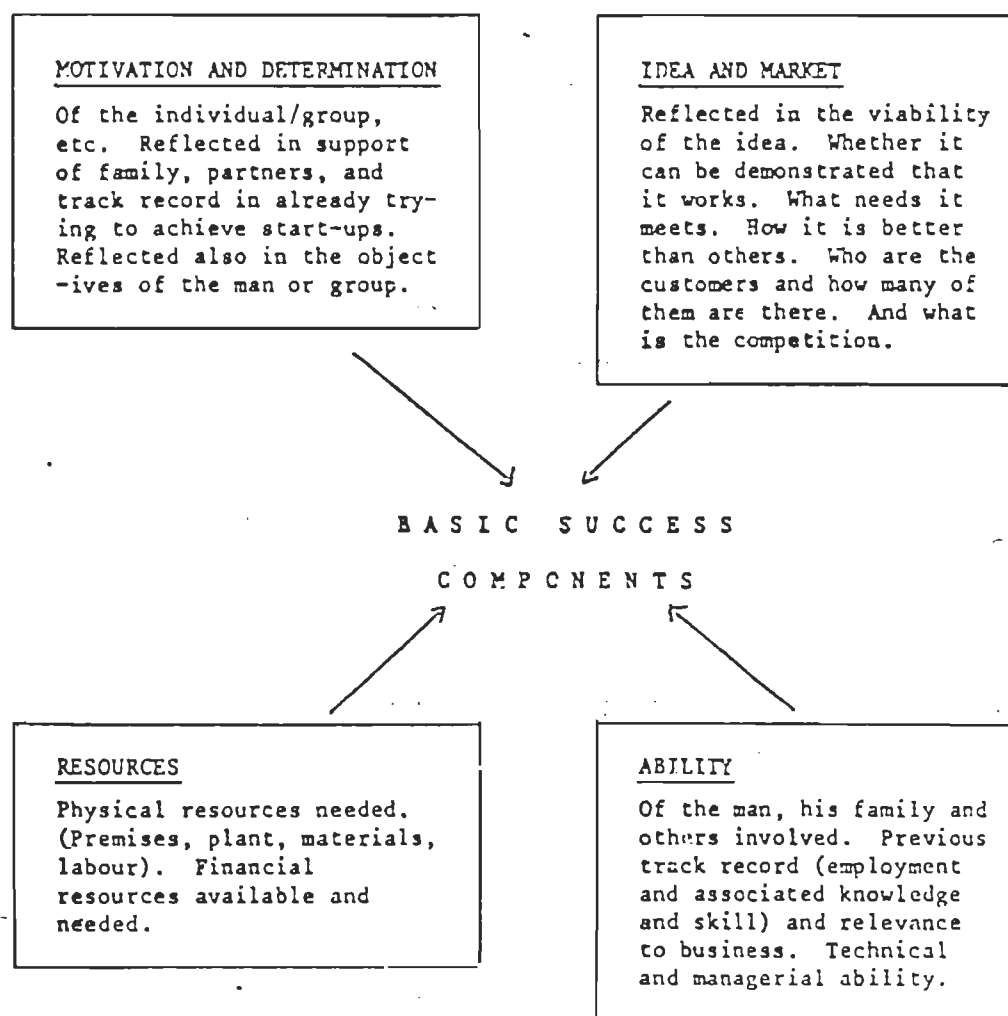 MOTIVATION AND DETERMINATION
Of the individual/group,
etc. Reflected in support
of family, partners, and
track record in already try-
ing to achieve start-ups.
Reflected also in the object
-ives of the man or group.
IDEA AND MARKET
Reflected in the viability
of the idea. Whether it
can be demonstrated that
it works. What needs it
meets. How it is better
than others. Who are the
customers and how many of
them are there. And what
is the competition.
BASIC SUCCESS
COMPONENTS
RESOURCES
Physical resources needed.
(Premises, plant, materials,
labour). Financial
resources available and
needed.
ABILITY
Of the man, his family and
others involved. Previous
track record (employment
and associated knowledge
and skill) and relevance
to business. Technical
and managerial ability.